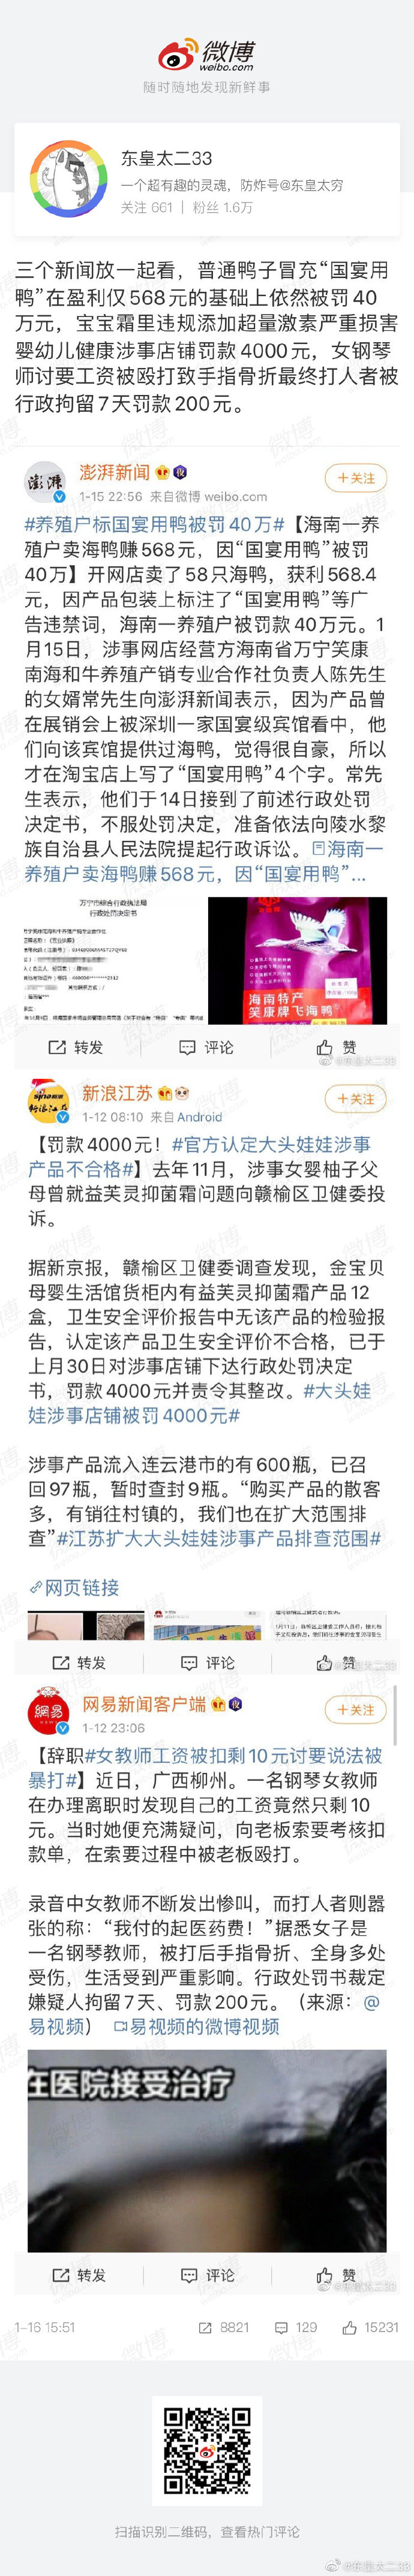 微博
weibo.com
随时随地发现新鲜事
东皇太二33
一个超有趣的灵魂，防炸号@东皇太穷
关注 661 | 粉丝 1.6万
三个新闻放一起看，普通鸭子冒充“国宴用
鸭”在盈利仅568元的基础上依然被罚40
万元，宝宝霜里违规添加超量激素严重损害
婴幼儿健康涉事店铺罚款4000元，女钢琴
师讨要工资被殴打致手指骨折最终打人者被
行政拘留7天罚款200元。
澎湃
澎湃新闻
1-15 22:56 来自微博 weibo.com
+关注
#养殖户标国宴用鸭被罚40万#【海南一养
殖户卖海鸭赚568元，因“国宴用鸭”被罚
40万】开网店卖了58只海鸭，获利568.4
元，因产品包装上标注了“国宴用鸭”等广
告违禁词，海南一养殖户被罚款40万元。1
月15日，涉事网店经营方海南省万宁笑康
南海和牛养殖产销专业合作社负责人陈先生
的女婿常先生向澎湃新闻表示，因为产品曾
在展销会上被深圳一家国宴级宾馆看中，他
们向该宾馆提供过海鸭，觉得很自豪，所以
才在淘宝店上写了“国宴用鸭”4个字。常先
生表示，他们于14日接到了前述行政处罚
决定书，不服处罚决定，准备依法向陵水黎
族自治县人民法院提起行政诉讼。海南一
养殖户卖海鸭赚568元，因“国宴用鸭”...
万宁市综合行政执法局
行政处罚决定书
海南特产
笑康牌飞海鸭
转发
评论
赞
@东皇太二33
新浪江苏
1-12 08:10 来自Android
+关注
【罚款4000元！#官方认定大头娃娃涉事
产品不合格#】去年11月，涉事女婴柚子父
母曾就益芙灵抑菌霜问题向赣榆区卫健委投
诉。
据新京报，赣榆区卫健委调查发现，金宝贝
母婴生活馆货柜内有益芙灵抑菌霜产品12
盒，卫生安全评价报告中无该产品的检验报
告，认定该产品卫生安全评价不合格，已于
上月30日对涉事店铺下达行政处罚决定
书，罚款4000元并责令其整改。#大头娃
娃涉事店铺被罚4000元#
涉事产品流入连云港市的有600瓶，已召
回97瓶，暂时查封9瓶。“购买产品的散客
多，有销往村镇的，我们也在扩大范围排
查”#江苏扩大大头娃娃涉事产品排查范围#
网页链接
转发
评论
赞
@东皇太二33
網易
网易新闻客户端
1-12 23:06
+关注
【辞职#女教师工资被扣剩10元讨要说法被
暴打#】近日，广西柳州。一名钢琴女教师
在办理离职时发现自己的工资竟然只剩10
元。当时她便充满疑问，向老板索要考核扣
款单，在索要过程中被老板殴打。
录音中女教师不断发出惨叫，而打人者则嚣
张的称：“我付的起医药费！”据悉女子是
一名钢琴教师，被打后手指骨折、全身多处
受伤，生活受到严重影响。行政处罚书裁定
嫌疑人拘留7天、罚款200元。（来源：@
易视频） 易视频的微博视频
在医院接受治疗
转发
评论
赞
@东皇太二33
1-16 15:51
8821
129
15231
扫描识别二维码，查看热门评论
@东皇太二33